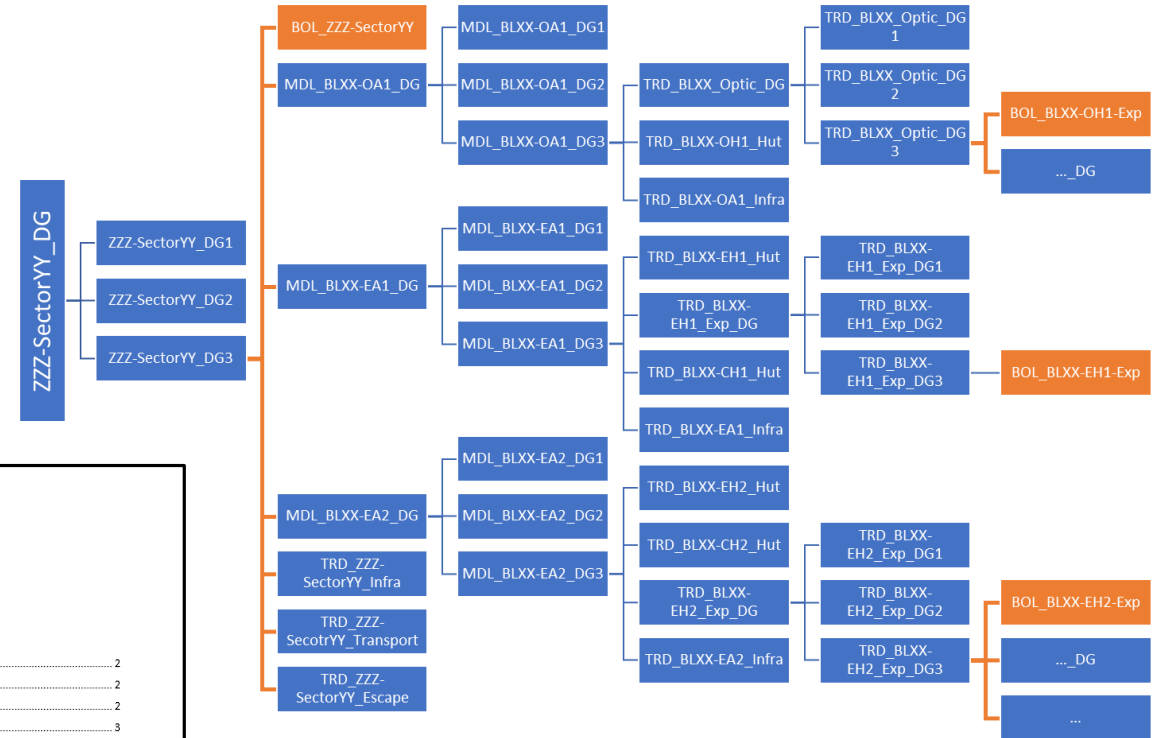 ZZZ-SectorYY_DG
ZZZ-SectorYY_DG1
ZZZ-SectorYY_DG2
ZZZ-SectorYY_DG3
BOL_ZZZ-SectorYY
MDL_BLXX-OA1_DG
MDL_BLXX-EA1_DG
MDL_BLXX-EA2_DG
TRD_ZZZ-
SectorYY_Infra
TRD_ZZZ-
SecotrYY_Transport
TRD_ZZZ-
SectorYY_Escape
MDL_BLXX-OA1_DG1
MDL_BLXX-OA1_DG2
MDL_BLXX-OA1_DG3
MDL_BLXX-EA1_DG1
MDL_BLXX-EA1_DG2
MDL_BLXX-EA1_DG3
MDL_BLXX-EA2_DG1
MDL_BLXX-EA2_DG2
MDL_BLXX-EA2_DG3
TRD_BLXX_Optic_DG
TRD_BLXX-OH1_Hut
TRD_BLXX-OA1_Infra
TRD_BLXX-EH1_Hut
TRD_BLXX-
EH1_Exp_DG
TRD_BLXX-CH1_Hut
TRD_BLXX-EA1_Infra
TRD_BLXX-EH2_Hut
TRD_BLXX-CH2_Hut
TRD_BLXX-
EH2_Exp_DG
TRD_BLXX-EA2_Infra
TRD_BLXX_Optic_DG
1
TRD_BLXX_Optic_DG
2
TRD_BLXX_Optic_DG
3
TRD_BLXX-
EH1_Exp_DG1
TRD_BLXX-
EH1_Exp_DG2
TRD_BLXX-
EH1_Exp_DG3
TRD_BLXX-
EH2_Exp_DG1
TRD_BLXX-
EH2_Exp_DG2
TRD_BLXX-
EH2_Exp_DG3
BOL_BLXX-OH1-Exp
..._DG
BOL_BLXX-EH1-Exp
BOL_BLXX-EH2-Exp
..._DG
...
2
2
2
3